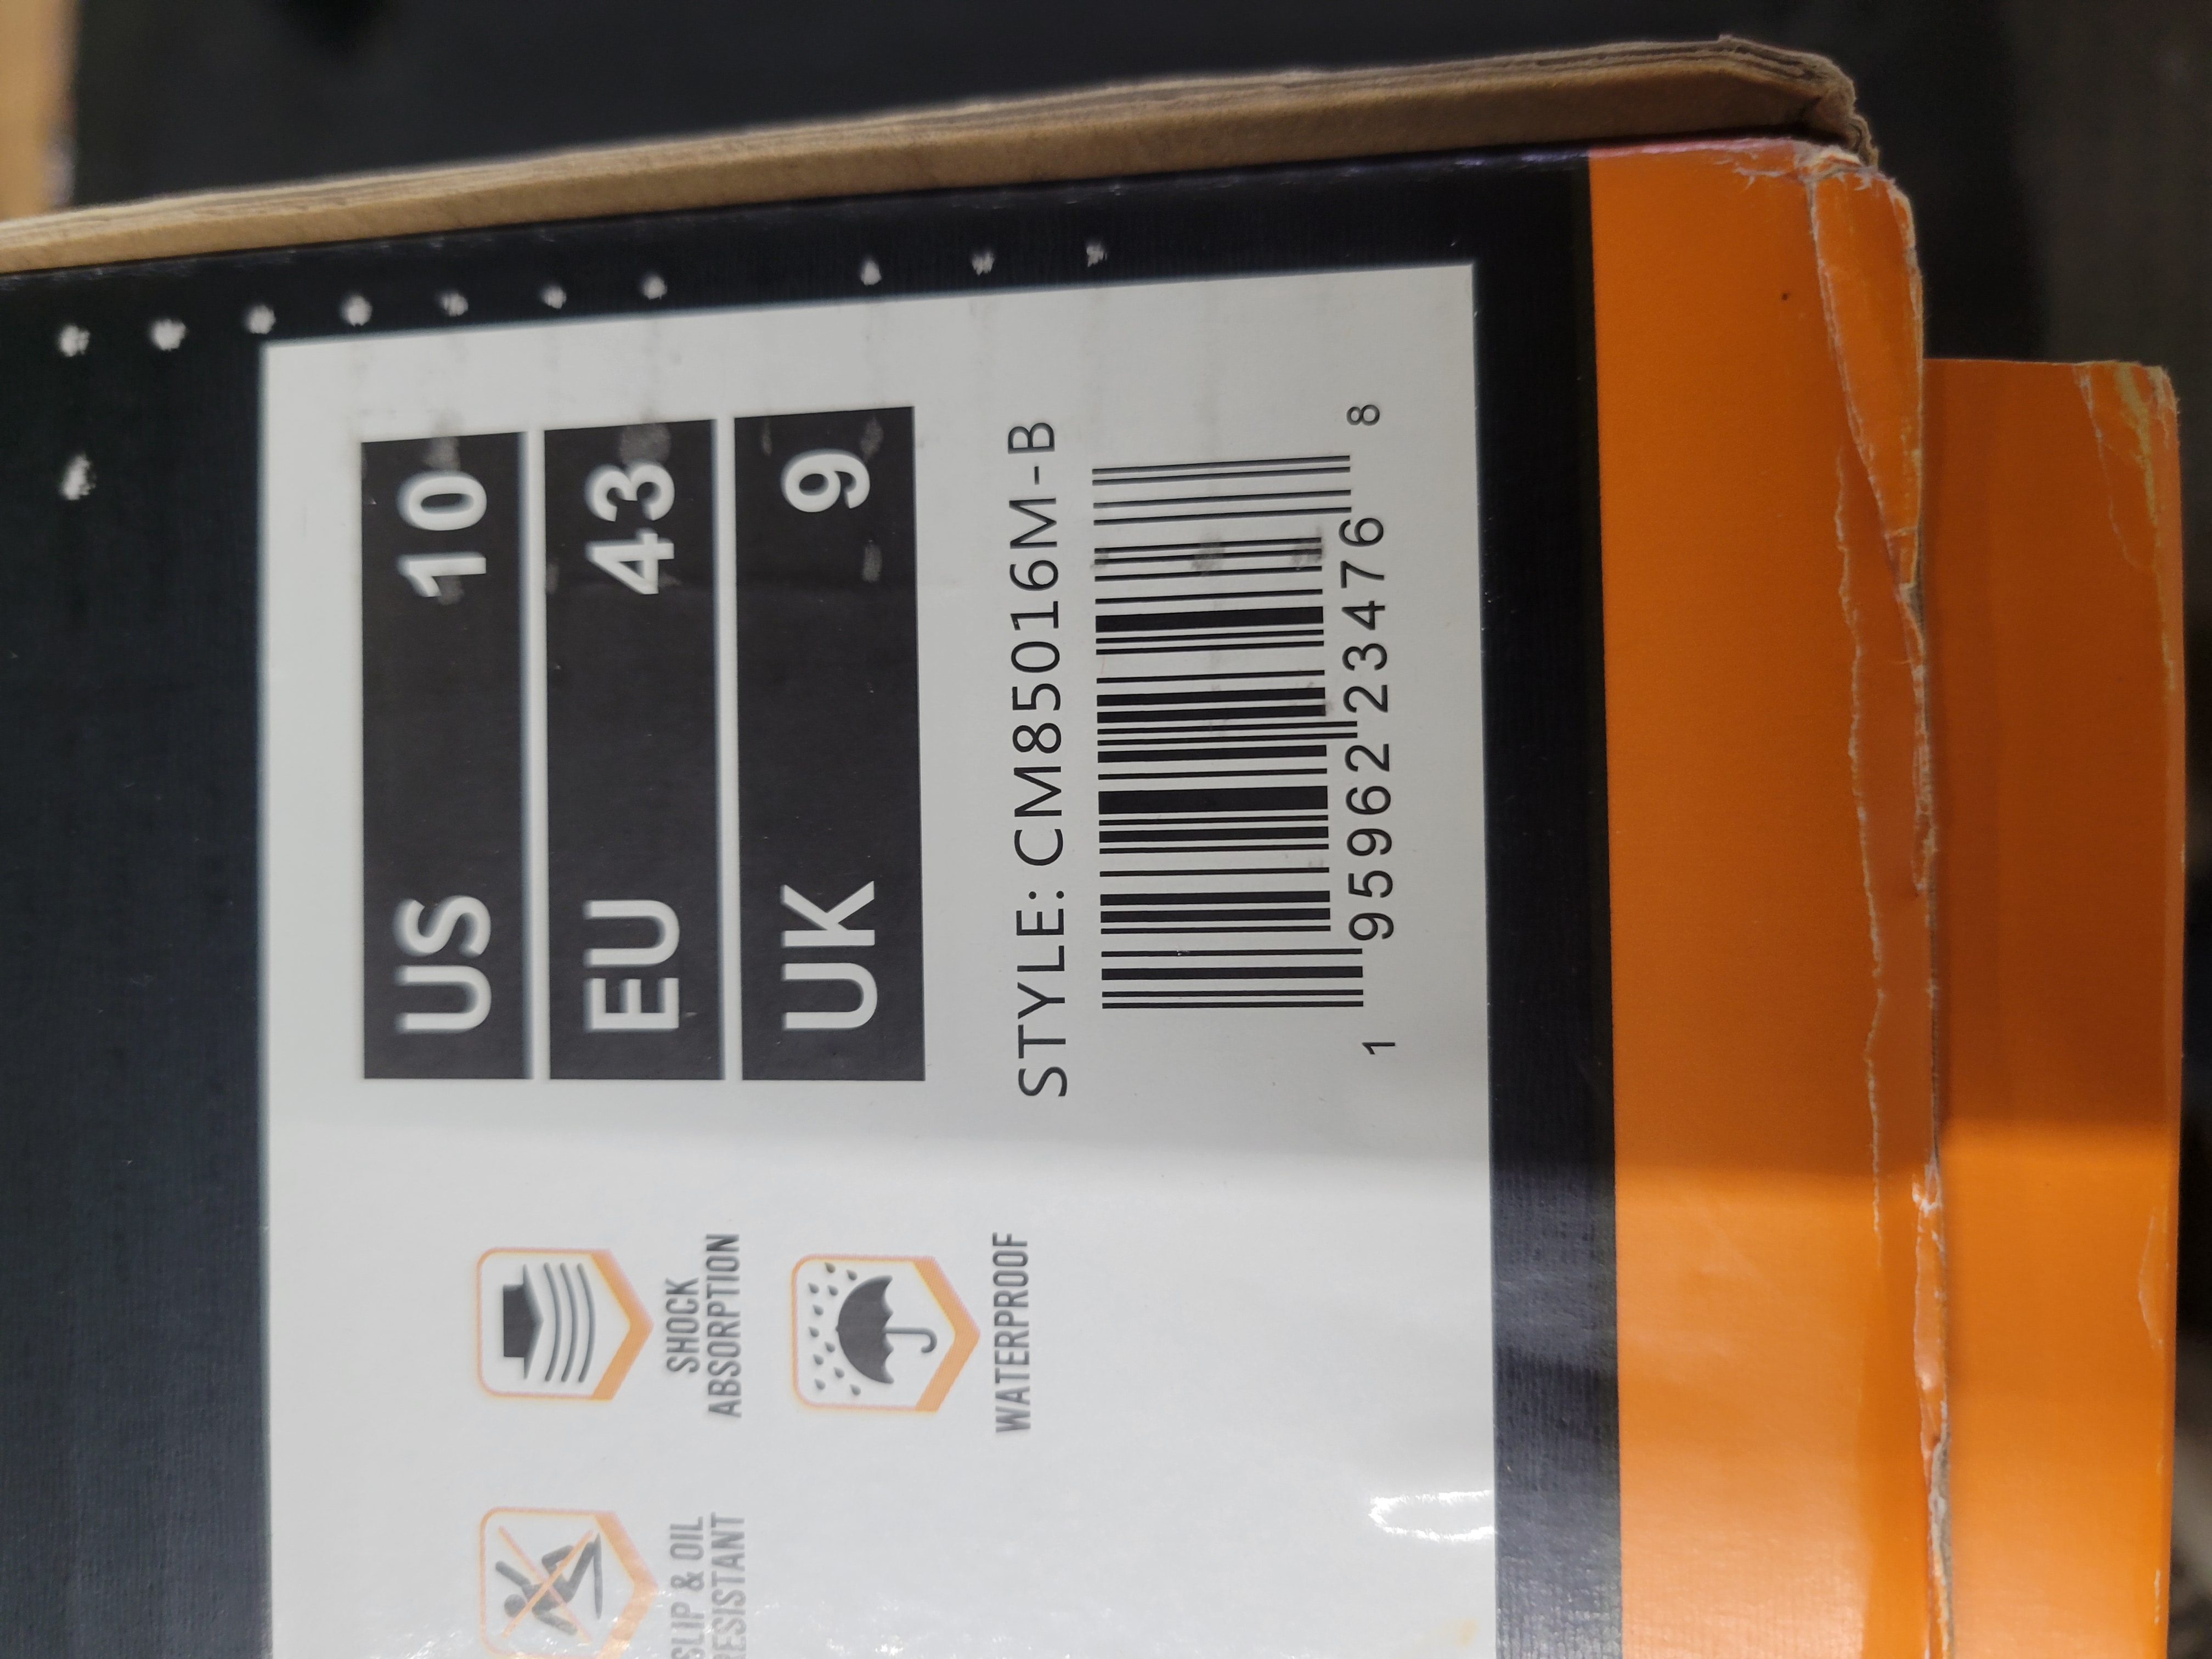 US 10
EU 43
UK 9
STYLE: CM85016M-B
1 95962 23476 8
SHOCK
ABSORPTION
WATERPROOF
SLIP & OIL
RESISTANT